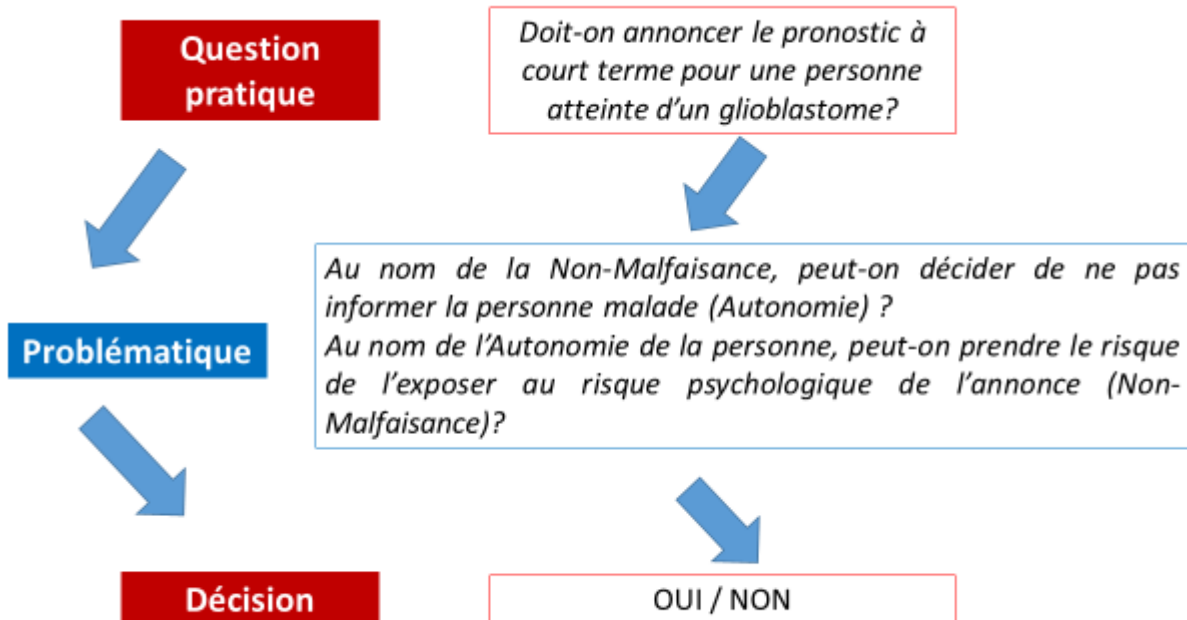 Question
pratique
Doit-on annoncer le pronostic à
court terme pour une personne
atteinte d’un glioblastome?
Problématique
Au nom de la Non-Malfaisance, peut-on décider de ne pas
informer la personne malade (Autonomie) ?
Au nom de l’Autonomie de la personne, peut-on prendre le risque
de l’exposer au risque psychologique de l’annonce (Non-
Malfaisance)?
Décision
OUI / NON